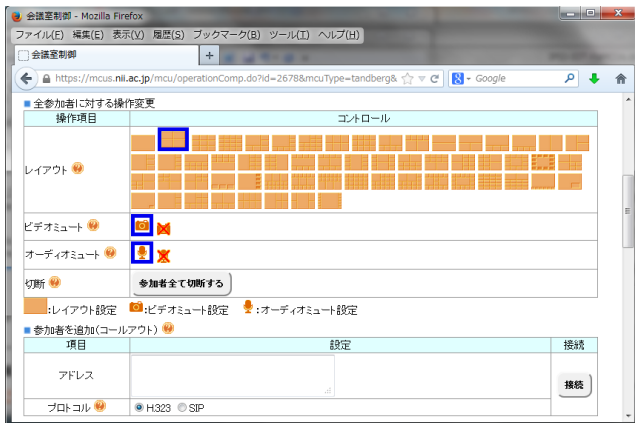 会議室制御 - Mozilla Firefox
ファイル(F) 編集(E) 表示(V) 履歴(S) ブックマーク(B) ツール(T) ヘルプ(H)
会議室制御 +
https://mcus.nii.ac.jp/mcu/operationComp.do?id=2678&mcuType=tandberg& Google
全参加者に対する操作変更
操作項目 コントロール
レイアウト
ビデオミュート
オーディオミュート
切断 参加者全て切断する
:レイアウト設定 :ビデオミュート設定 :オーディオミュート設定
参加者を追加(コールアウト)
項目 設定 接続
アドレス 接続
プロトコル H.323 SIP